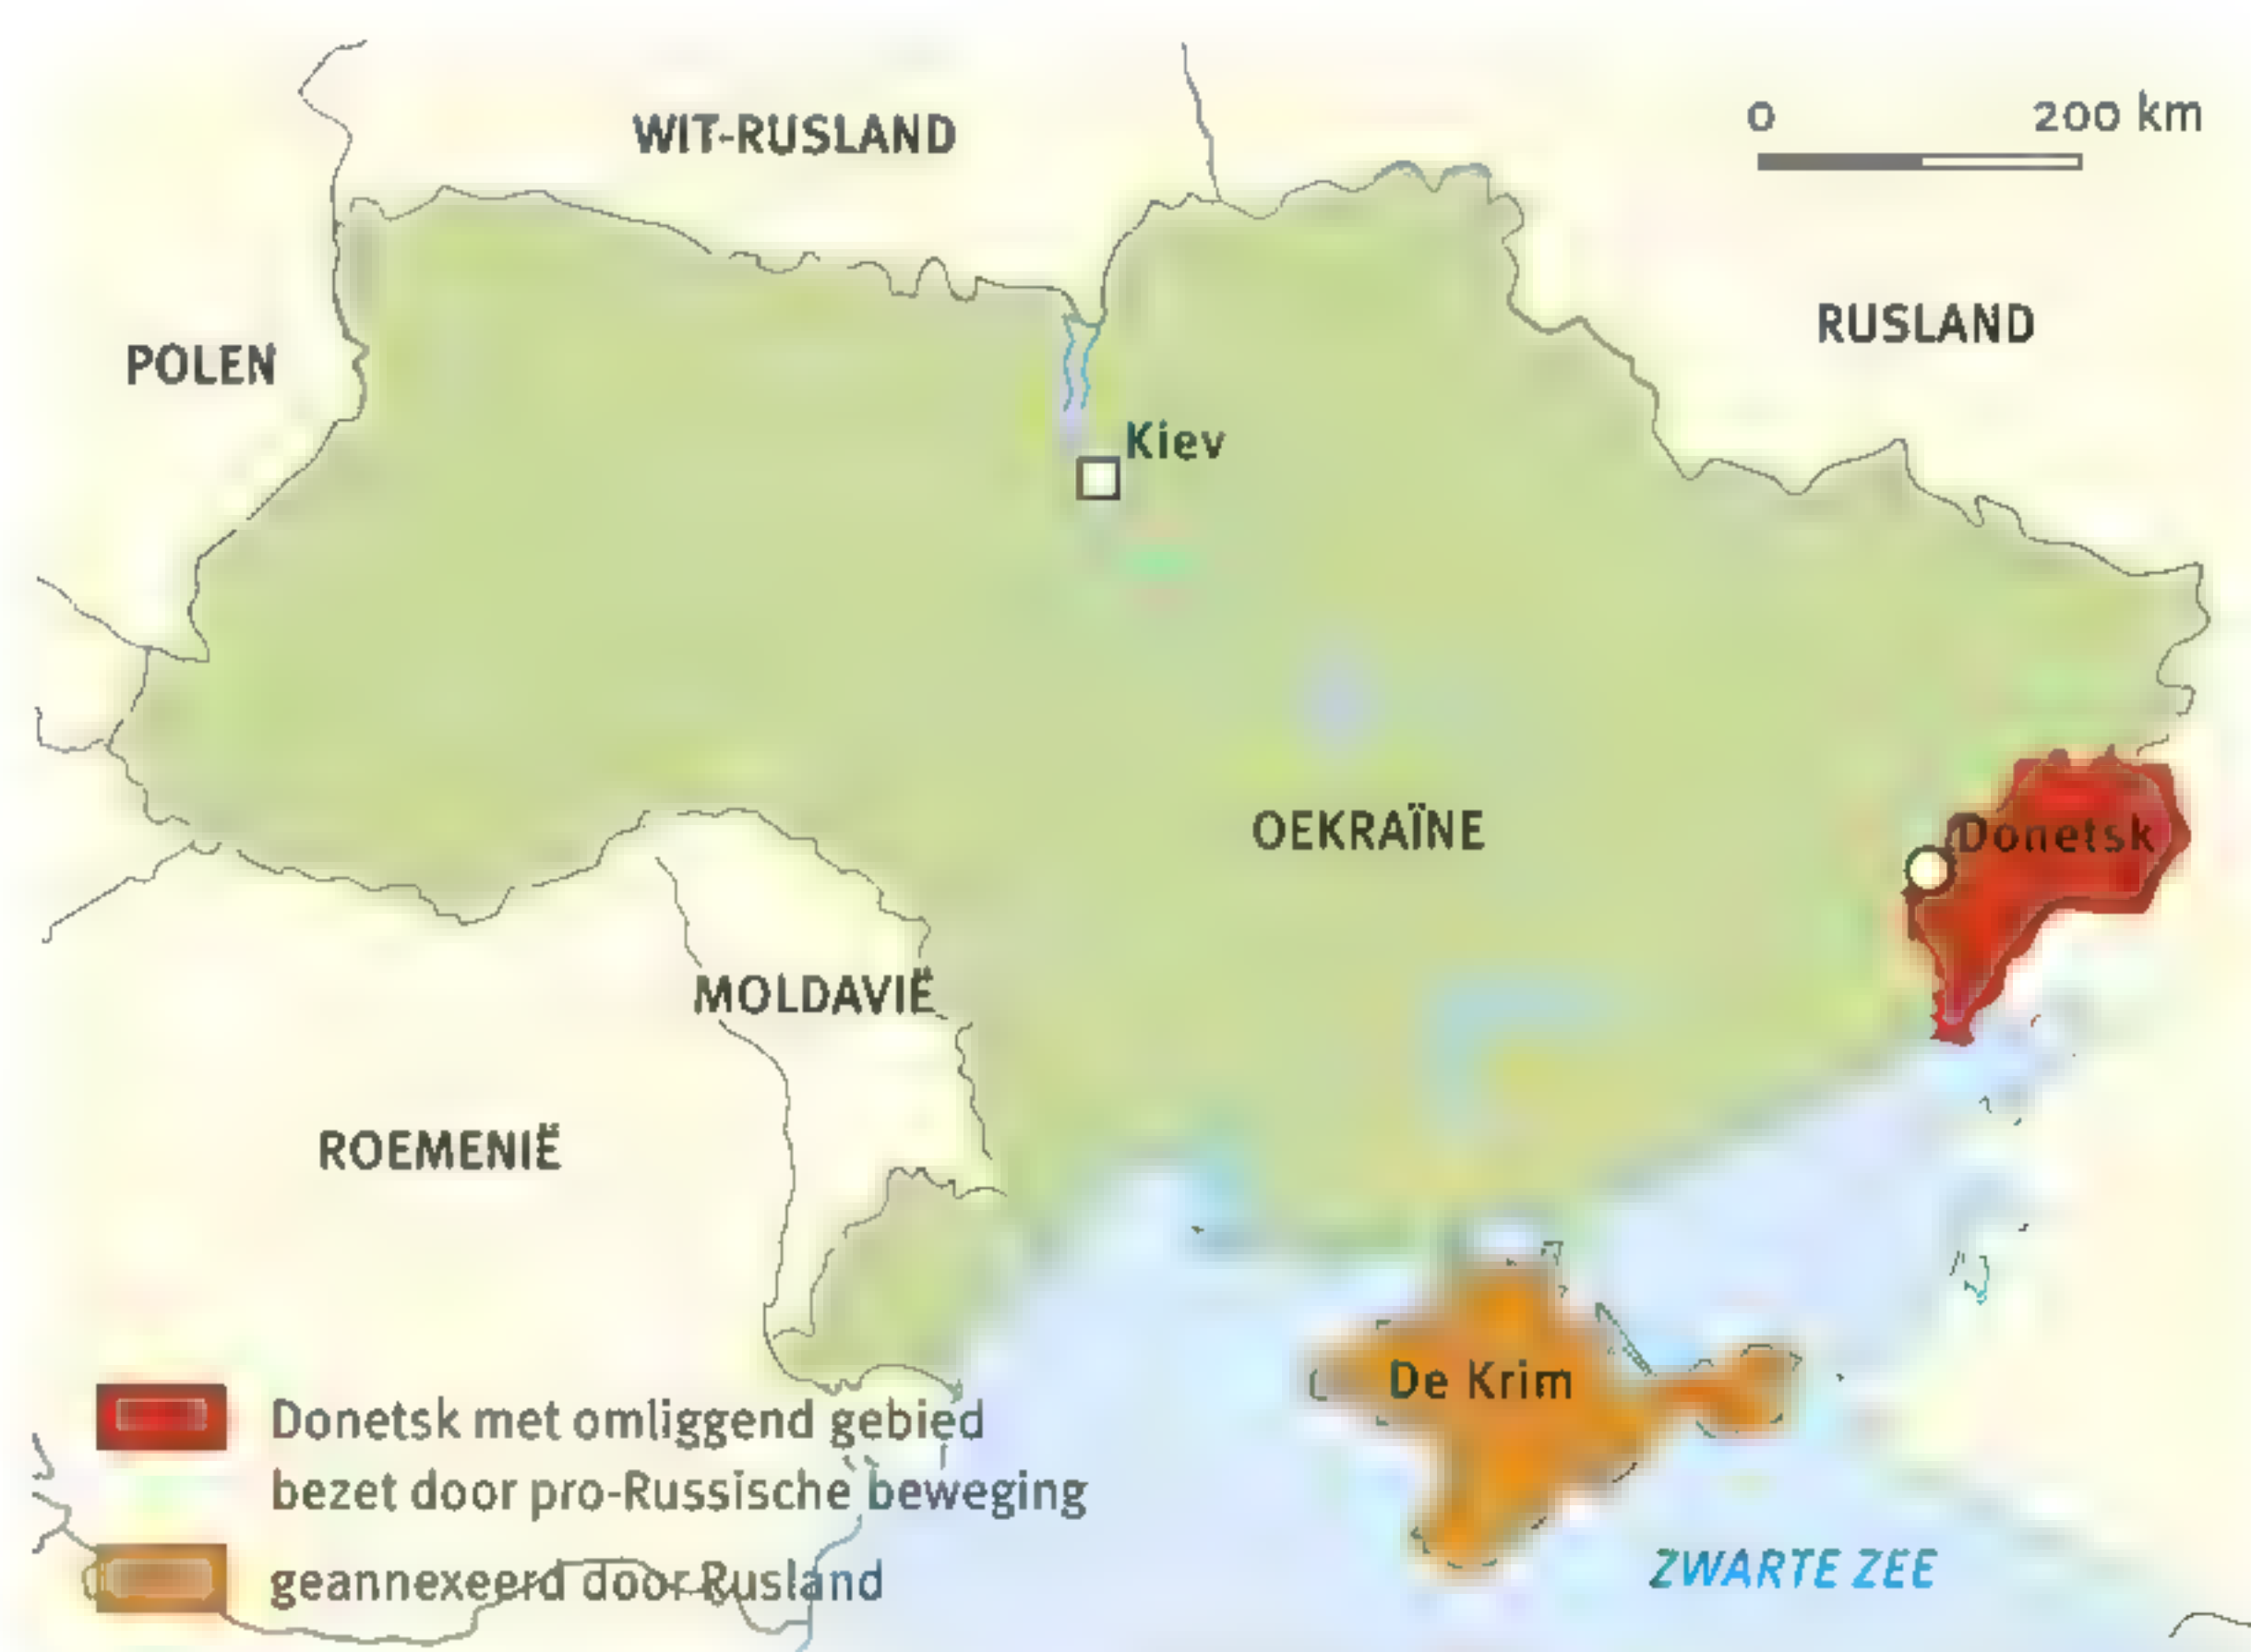 WIT-RUSLAND
0 200 km
RUSLAND
POLEN
Kiev
OEKRAÏNE
Donetsk
MOLDAVIË
ROEMENIË
De Krim
Donetsk met omliggend gebied
bezet door pro-Russische beweging
geannexeerd door Rusland
ZWARTE ZEE